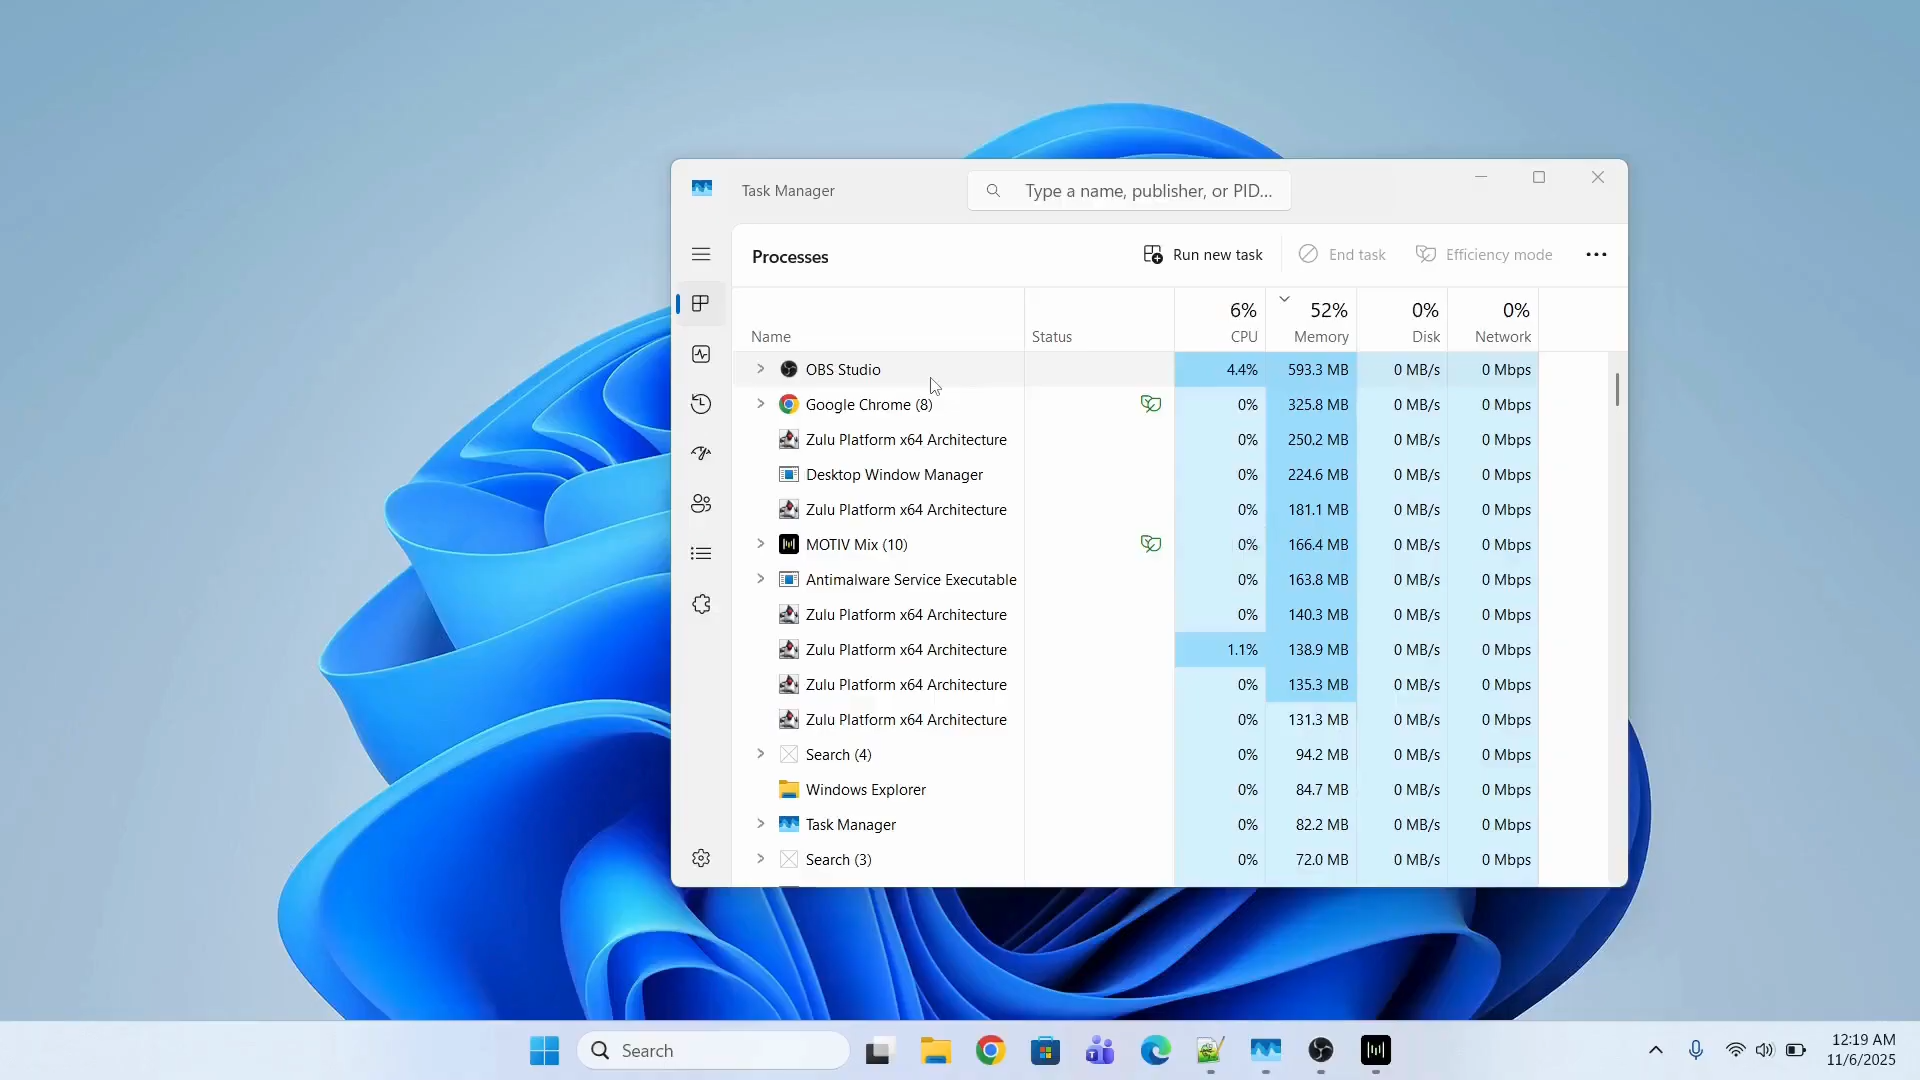 Task Manager
Type a name, publisher, or PID...
Processes
Run new task
End task
Efficiency mode
6% 52% 0% 0%
Name Status CPU Memory Disk Network
OBS Studio 4.4% 593.3 MB 0 MB/s 0 Mbps
Google Chrome (8) 0% 325.8 MB 0 MB/s 0 Mbps
Zulu Platform x64 Architecture 0% 250.2 MB 0 MB/s 0 Mbps
Desktop Window Manager 0% 224.6 MB 0 MB/s 0 Mbps
Zulu Platform x64 Architecture 0% 181.1 MB 0 MB/s 0 Mbps
MOTIV Mix (10) 0% 166.4 MB 0 MB/s 0 Mbps
Antimalware Service Executable 0% 163.8 MB 0 MB/s 0 Mbps
Zulu Platform x64 Architecture 0% 140.3 MB 0 MB/s 0 Mbps
Zulu Platform x64 Architecture 1.1% 138.9 MB 0 MB/s 0 Mbps
Zulu Platform x64 Architecture 0% 135.3 MB 0 MB/s 0 Mbps
Zulu Platform x64 Architecture 0% 131.3 MB 0 MB/s 0 Mbps
Search (4) 0% 94.2 MB 0 MB/s 0 Mbps
Windows Explorer 0% 84.7 MB 0 MB/s 0 Mbps
Task Manager 0% 82.2 MB 0 MB/s 0 Mbps
Search (3) 0% 72.0 MB 0 MB/s 0 Mbps
Search
12:19 AM
11/6/2025